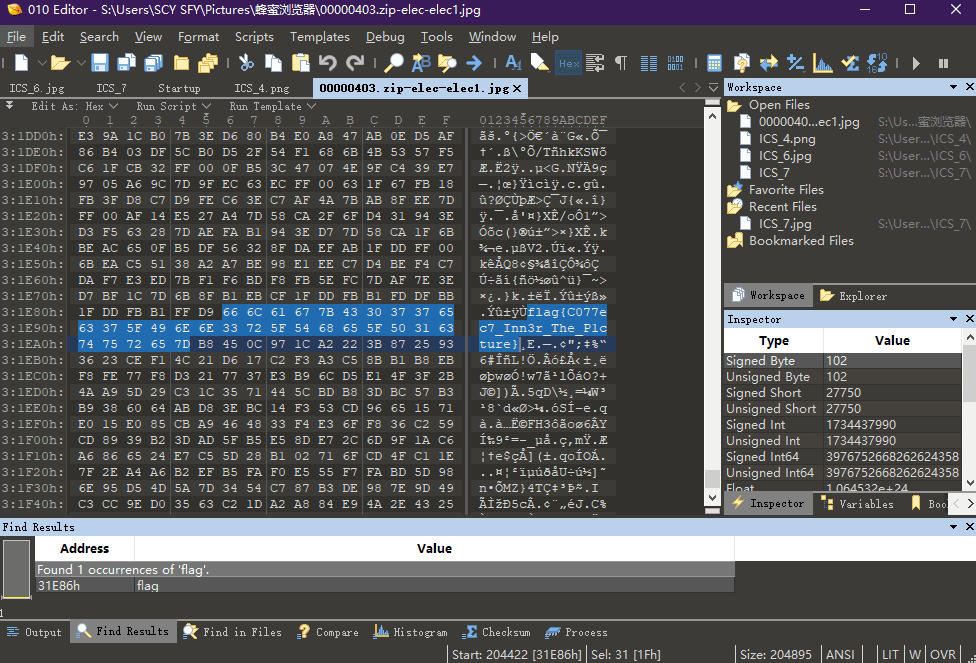 010 Editor - S:\Users\SCY SFY\Pictures\蜂蜜浏览器\00000403.zip-elec-elec1.jpg
File Edit Search View Format Scripts Templates Debug Tools Window Help
ICS_6.jpg ICS_7 Startup ICS_4.png 00000403.zip-elec-elec1.jpg
Edit As: Hex Run Script Run Template
0 1 2 3 4 5 6 7 8 9 A B C D E F 0123456789ABCDEF
3:1DD0h: E3 9A 1C B0 7B 3E D6 80 B4 E0 A8 47 AB 0E D5 AF
3:1DE0h: 86 B4 03 DF 5C B0 D5 2F 54 F1 68 6B 4B 53 57 F5
3:1DF0h: C6 1F CB 32 FF 00 0F B5 3C 47 07 4E 9F C4 39 E7
3:1E00h: 97 05 A6 9C 7D 9F EC 63 EC FF 00 63 1F 67 FB 18
3:1E10h: FB 3F D8 C7 D9 FE C6 3E C7 AF 4A 7B AB 8F EE 7D
3:1E20h: FF 00 AF 14 E5 27 A4 7D 58 CA 2F 6F D4 31 94 3E
3:1E30h: D3 F5 63 28 7D AE FA B1 94 3E D7 7D 58 CA 1F 6B
3:1E40h: BE AC 65 0F B5 DF 56 32 8F DA EF AB 1F DD FF 00
3:1E50h: 6B EA C5 51 38 A2 A7 BE 98 E1 EE C7 D4 BE F4 C7
3:1E60h: DA F7 E3 ED 7B F1 F6 BD F8 FB 5E FC 7D AF 7E 3E
3:1E70h: D7 BF 1C 7D 6B 8F B1 EB CF 1F DD FB B1 FD DF BB
3:1E80h: 1F DD FB B1 FF D9 66 6C 61 67 7B 43 30 37 37 65 flag{C077e
3:1E90h: 63 37 5F 49 6E 6E 33 72 5F 54 68 65 5F 50 31 63 c7_Inn3r_The_P1c
3:1EA0h: 74 75 72 65 7D B8 45 0C 97 1C A2 22 3B 87 25 93 ture}
3:1EB0h: 36 23 CE F1 4C 21 D6 17 C2 F3 A3 C5 8B B1 B8 EB
3:1EC0h: F8 FE 77 F8 D3 21 77 37 E3 B9 6C D5 E1 4F 3F 2B
3:1ED0h: 4A A9 5D 29 C3 1C 35 71 44 5C BD B8 3D BC 57 B3
3:1EE0h: B9 38 60 64 AB D8 3E BC 14 F3 53 CD 96 65 15 71
3:1EF0h: E0 15 E0 85 CB A9 46 48 33 F4 E3 6F F8 36 C2 59
3:1F00h: CD 89 39 B2 3D AD 5F B5 E5 8D E7 2C 6D 9F 1A C6
3:1F10h: A6 86 65 24 E7 C5 5D 28 B1 02 71 6F CD 4F C1 1E
3:1F20h: 7F 2E A4 A6 B2 EF B5 FA F0 E5 55 F7 FA BD 5D 98
3:1F30h: 6E 95 D5 4D 5A 7D 34 54 C7 87 B3 DE 98 7E 9D 49
3:1F40h: C3 CC 9E D0 35 63 C2 1D A2 A8 84 E9 4A 2E 43 25
Workspace
Open Files
0000040...ec1.jpg S:\Us...蜜浏览器\
ICS_4.png S:\User...\ICS_4\
ICS_6.jpg S:\User...\ICS_6\
ICS_7 S:\User...\ICS_7\
Favorite Files
Recent Files
ICS_7.jpg S:\User...\ICS_7\
Bookmarked Files
Workspace Explorer
Inspector
Type Value
Signed Byte 102
Unsigned Byte 102
Signed Short 27750
Unsigned Short 27750
Signed Int 1734437990
Unsigned Int 1734437990
Signed Int64 3976752668262624358
Unsigned Int64 3976752668262624358
Float 1.064532e+24
Inspector Variables Boo
Find Results
Address Value
Found 1 occurrences of 'flag'.
31E86h flag
Output Find Results Find in Files Compare Histogram Checksum Process
Start: 204422 [31E86h] Sel: 31 [1Fh] Size: 204895 ANSI LIT W OVR